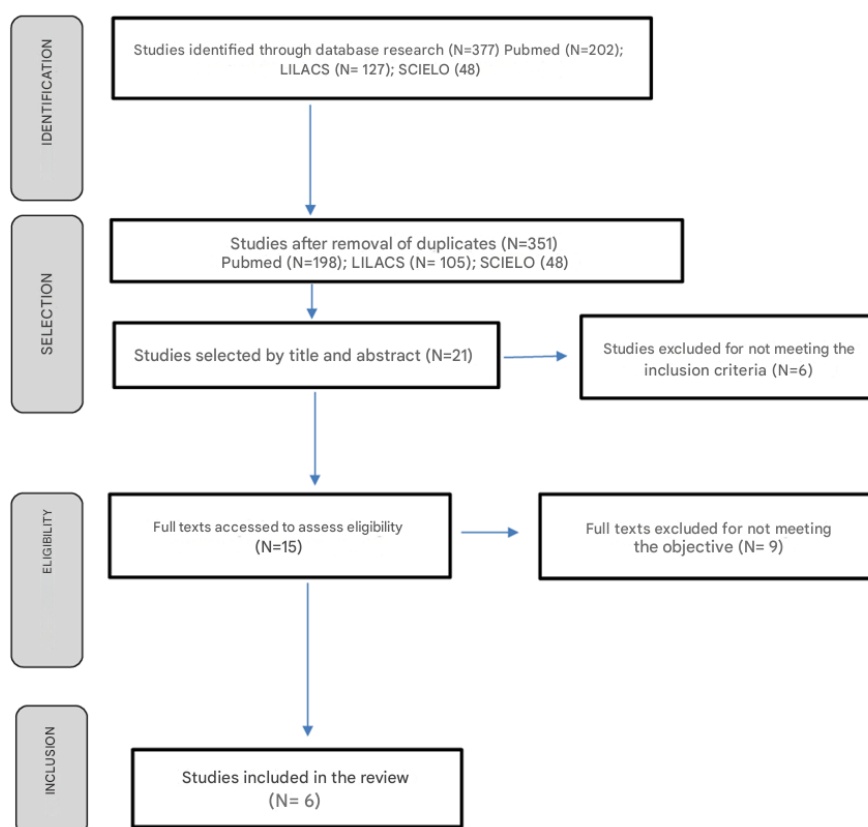 IDENTIFICATION
Studies identified through database research (N=377) Pubmed (N=202);
LILACS (N= 127); SCIELO (48)
SELECTION
Studies after removal of duplicates (N=351)
Pubmed (N=198); LILACS (N= 105); SCIELO (48)
Studies selected by title and abstract (N=21)
Studies excluded for not meeting the
inclusion criteria (N=6)
ELIGIBILITY
Full texts accessed to assess eligibility
(N=15)
Full texts excluded for not meeting
the objective (N= 9)
INCLUSION
Studies included in the review
(N= 6)